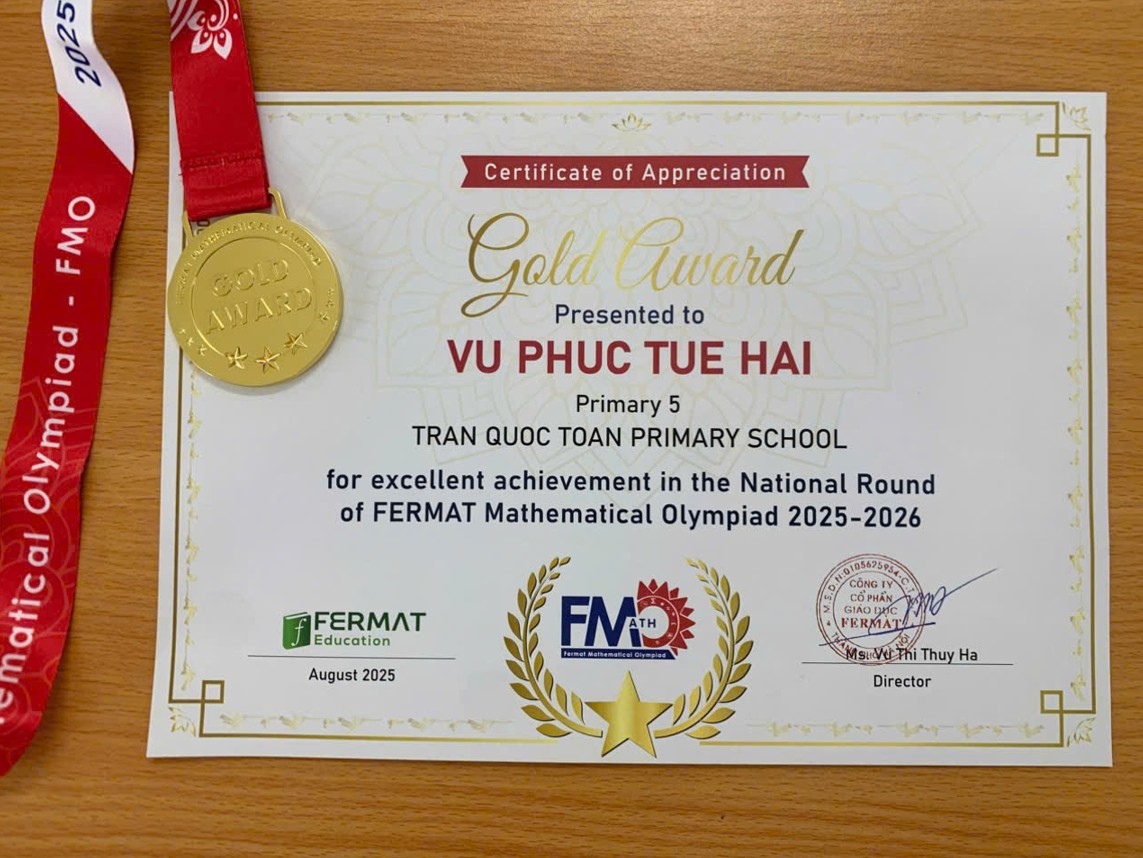 2025
ematical Olympiad - FMO
GOLD
AWARD
Certificate of Appreciation
Gold Award
Presented to
VU PHUC TUE HAI
Primary 5
TRAN QUOC TOAN PRIMARY SCHOOL
for excellent achievement in the National Round
of FERMAT Mathematical Olympiad 2025-2026
FERMAT
Education
August 2025
FMO
ATH
Fermat Mathematical Olympiad
M.S.D.N:0105625954-C.T
CÔNG TY
CỔ PHẦN
GIÁO DỤC
FERMAT
Ms. Vu Thi Thuy Ha
Director